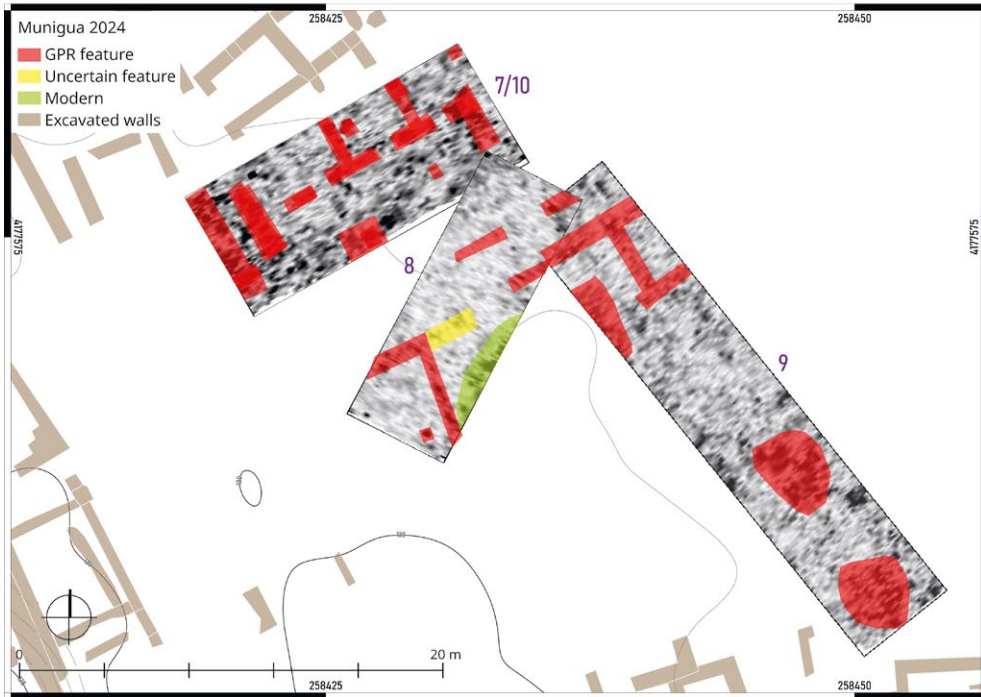 258425
258450
Munigua 2024
GPR feature
Uncertain feature
Modern
Excavated walls
7/10
4177575
4177575
8
9
0
20 m
258425
258450